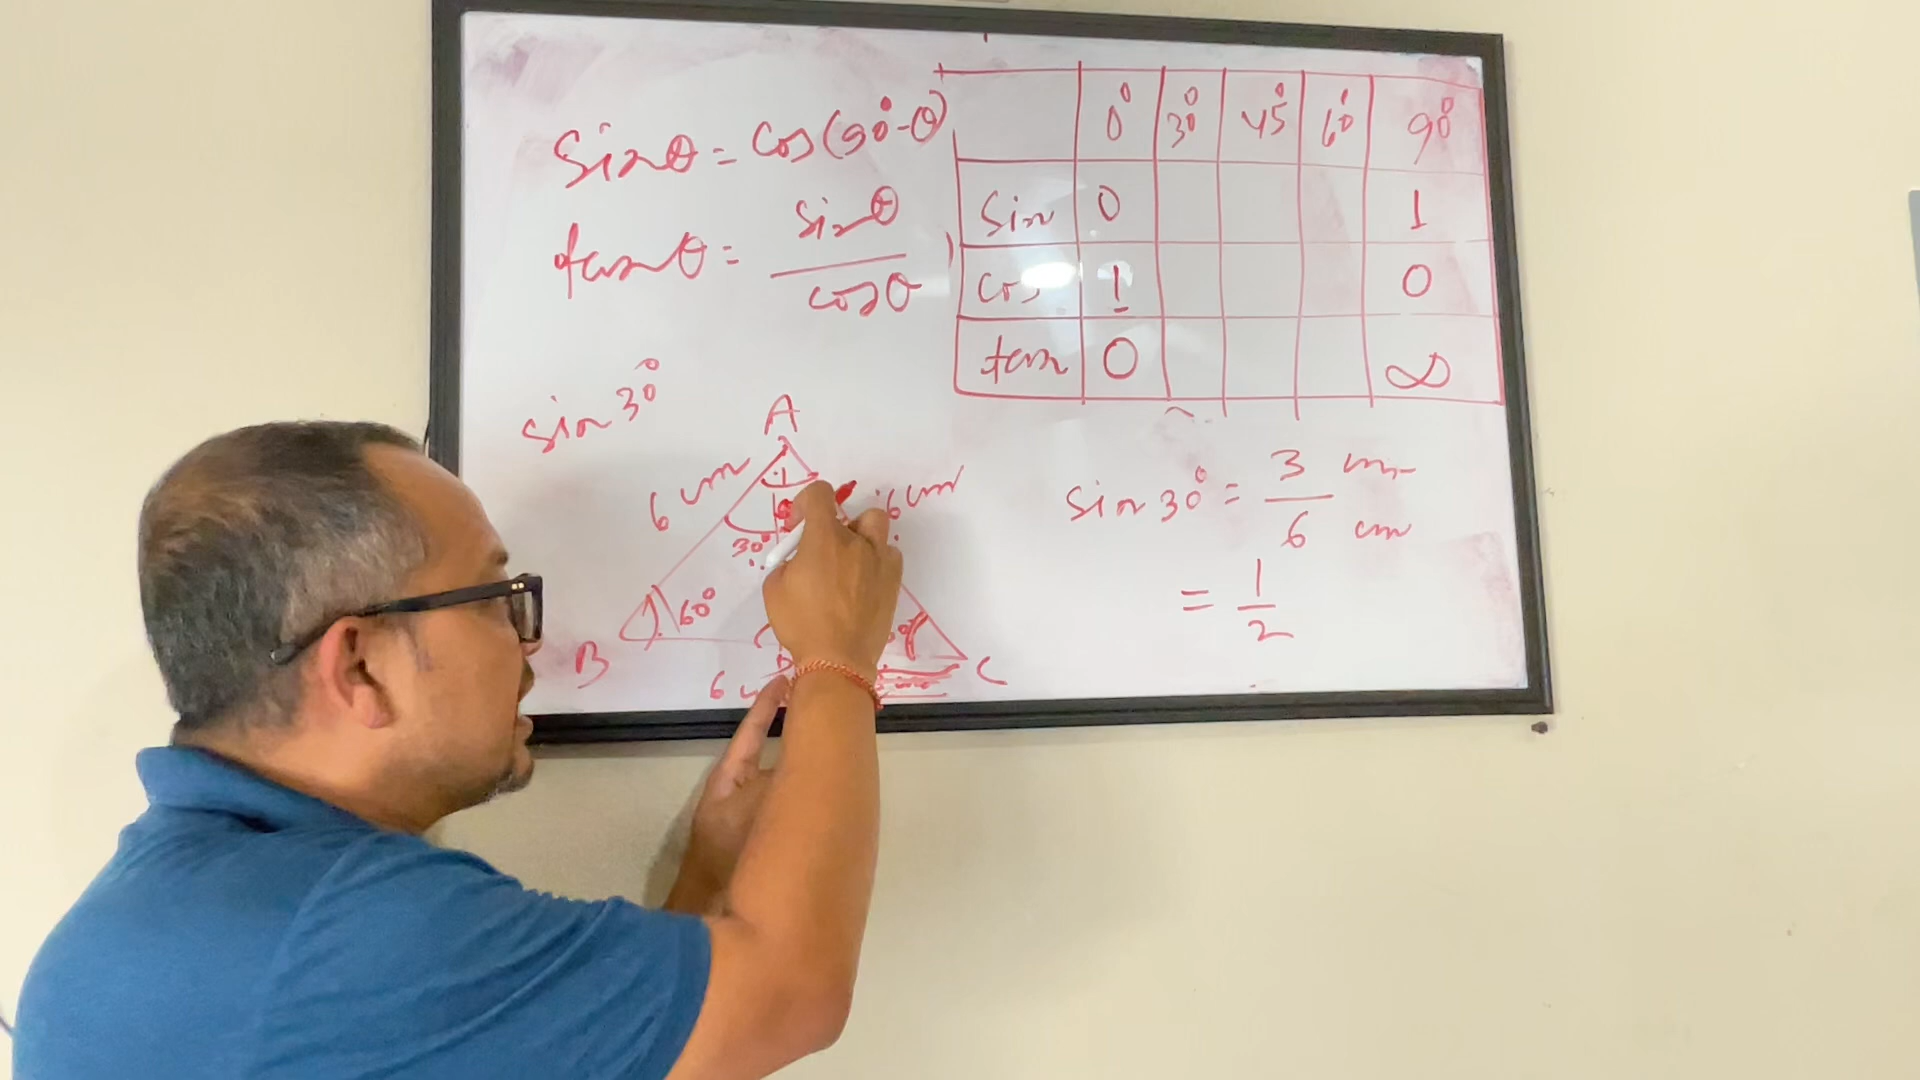 sinθ = cos(90°-θ)
tanθ = sinθ / cosθ
0° 30° 45° 60° 90°
sin 0 1
cos 1 0
tan 0 ∞
sin 30°
A
6 cm
6 cm
30°
60°
B
C
6
sin 30° = 3 cm / 6 cm
= 1/2